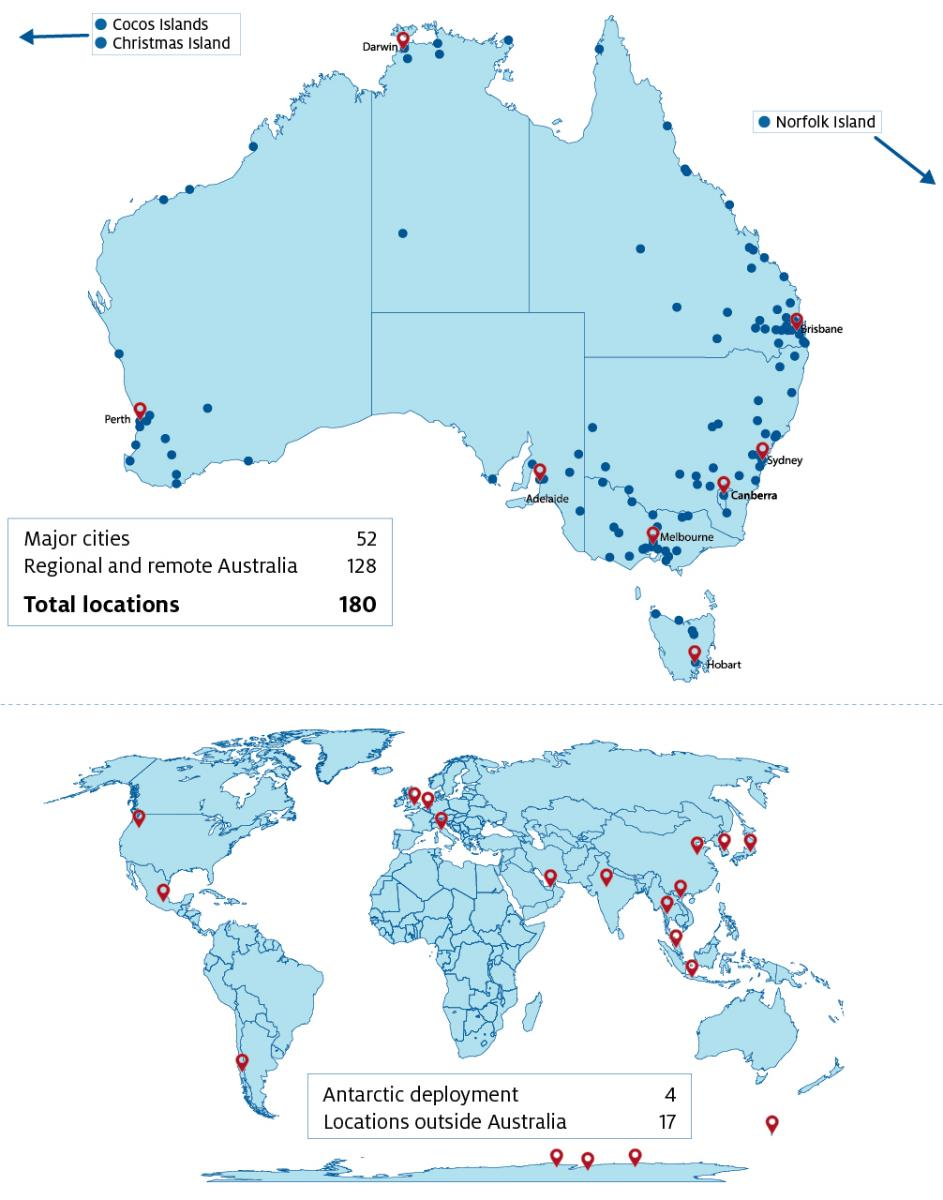 Cocos Islands
Christmas Island
Darwin
Norfolk Island
Brisbane
Perth
Sydney
Adelaide
Canberra
Melbourne
Hobart
Major cities 52
Regional and remote Australia 128
Total locations 180
Antarctic deployment 4
Locations outside Australia 17